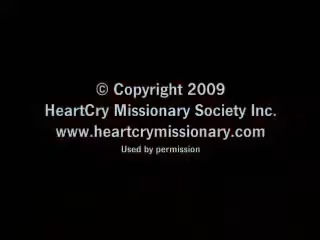 © Copyright 2009
HeartCry Missionary Society Inc.
www.heartcrymissionary.com
Used by permission